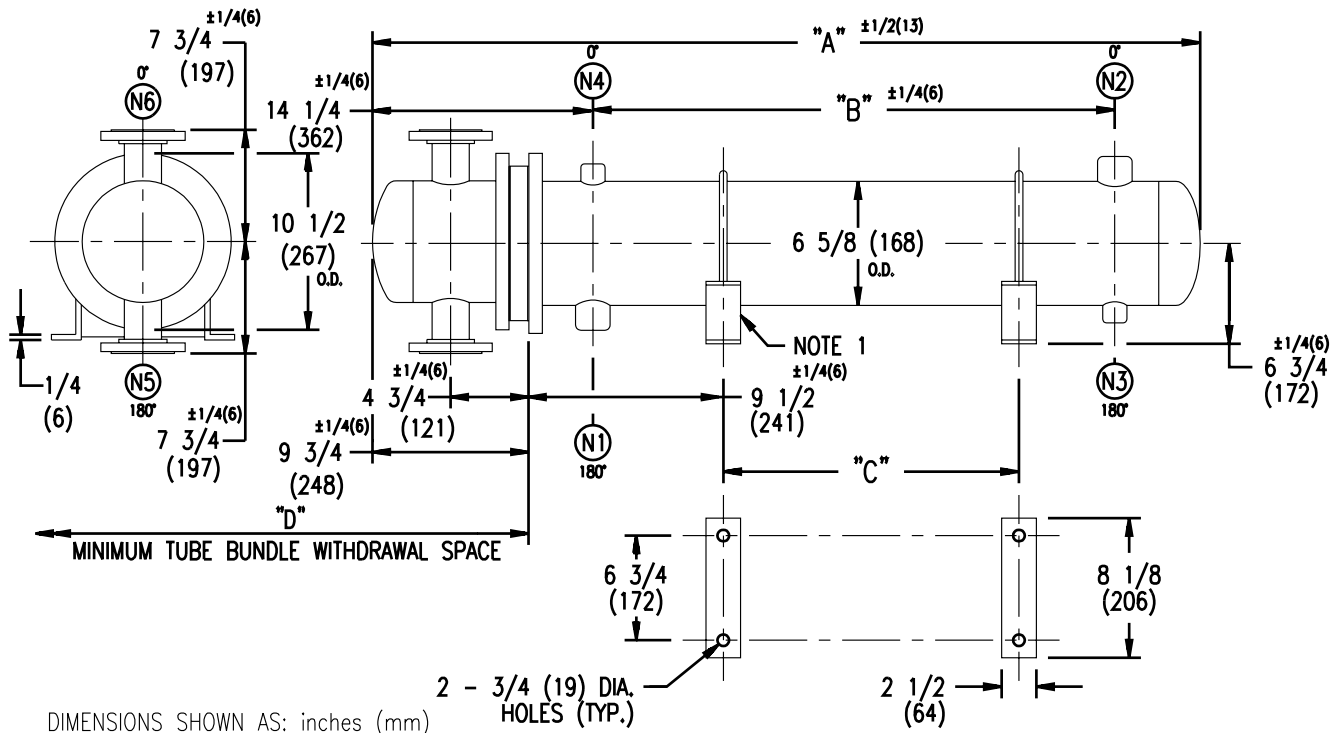 ±1/4(6)
7 3/4
(197)
0°
N6
10 1/2
(267)
O.D.
1/4
(6)
N5
180°
±1/4(6)
7 3/4
(197)
"A" ±1/2(13)
±1/4(6)
14 1/4
(362)
0°
N4
"B" ±1/4(6)
0°
N2
6 5/8 (168)
O.D.
NOTE 1
±1/4(6)
6 3/4
(172)
N3
180°
±1/4(6)
4 3/4
(121)
±1/4(6)
9 1/2
(241)
±1/4(6)
9 3/4
(248)
N1
180°
"C"
"D"
MINIMUM TUBE BUNDLE WITHDRAWAL SPACE
6 3/4
(172)
8 1/8
(206)
2 - 3/4 (19) DIA.
HOLES (TYP.)
2 1/2
(64)
DIMENSIONS SHOWN AS: inches (mm)